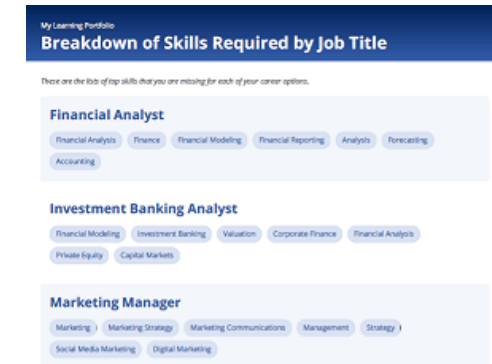 My Learning Portfolio
Breakdown of Skills Required by Job Title
These are the lists of top skills that you are missing for each of your career options.
Financial Analyst
Financial Analysis Finance Financial Modeling Financial Reporting Analysis Forecasting
Accounting
Investment Banking Analyst
Financial Modeling Investment Banking Valuation Corporate Finance Financial Analysis
Private Equity Capital Markets
Marketing Manager
Marketing Marketing Strategy Marketing Communications Management Strategy
Social Media Marketing Digital Marketing